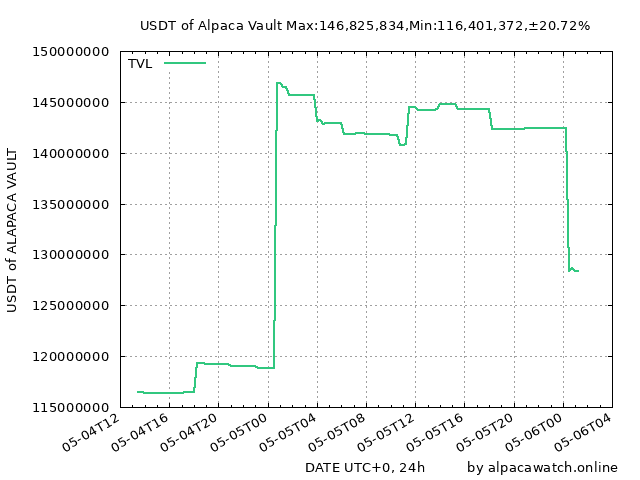 USDT of Alpaca Vault Max:146,825,834,Min:116,401,372,±20.72%
TVL
150000000
145000000
140000000
135000000
130000000
125000000
120000000
115000000
USDT of ALAPACA VAULT
05-04T12
05-04T16
05-04T20
05-05T00
05-05T04
05-05T08
05-05T12
05-05T16
05-05T20
05-06T00
05-06T04
DATE UTC+0, 24h
by alpacawatch.online